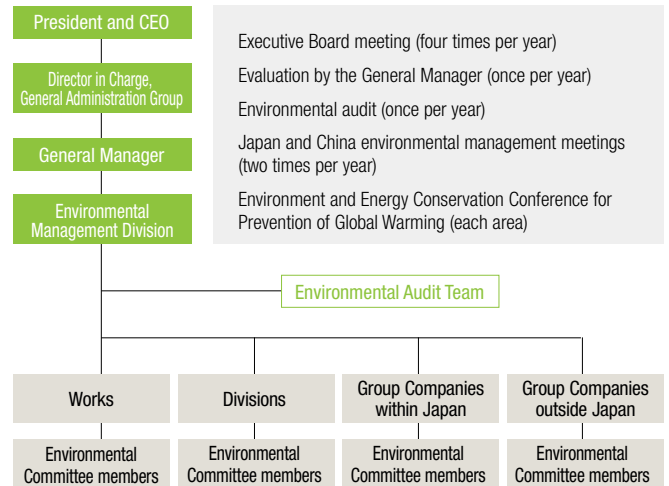 President and CEO
Director in Charge,
General Administration Group
General Manager
Environmental
Management Division
Executive Board meeting (four times per year)
Evaluation by the General Manager (once per year)
Environmental audit (once per year)
Japan and China environmental management meetings
(two times per year)
Environment and Energy Conservation Conference for
Prevention of Global Warming (each area)
Environmental Audit Team
Works
Divisions
Group Companies
within Japan
Group Companies
outside Japan
Environmental
Committee members
Environmental
Committee members
Environmental
Committee members
Environmental
Committee members